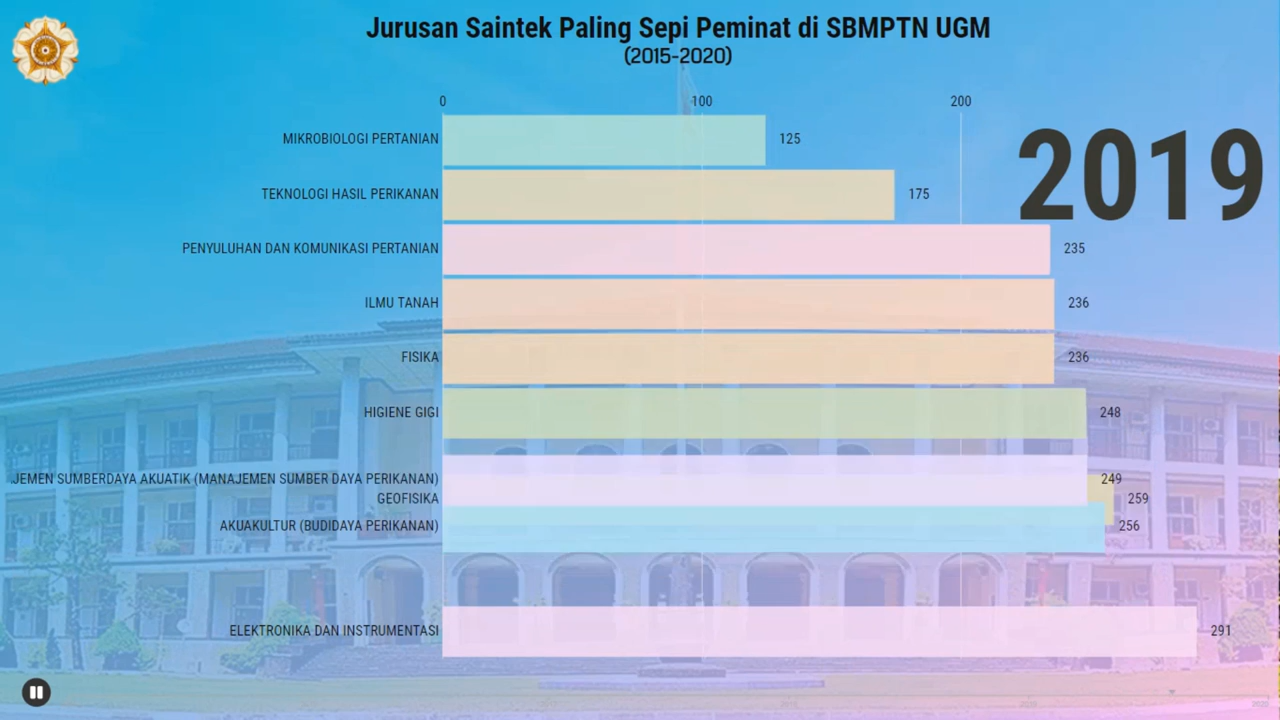 Jurusan Saintek Paling Sepi Peminat di SBMPTN UGM
(2015-2020)
0 100 200
2019
MIKROBIOLOGI PERTANIAN 125
TEKNOLOGI HASIL PERIKANAN 175
PENYULUHAN DAN KOMUNIKASI PERTANIAN 235
ILMU TANAH 236
FISIKA 236
HIGIENE GIGI 248
JEMEN SUMBERDAYA AKUATIK (MANAJEMEN SUMBER DAYA PERIKANAN) 249
GEOFISIKA 259
AKUAKULTUR (BUDIDAYA PERIKANAN) 256
ELEKTRONIKA DAN INSTRUMENTASI 291